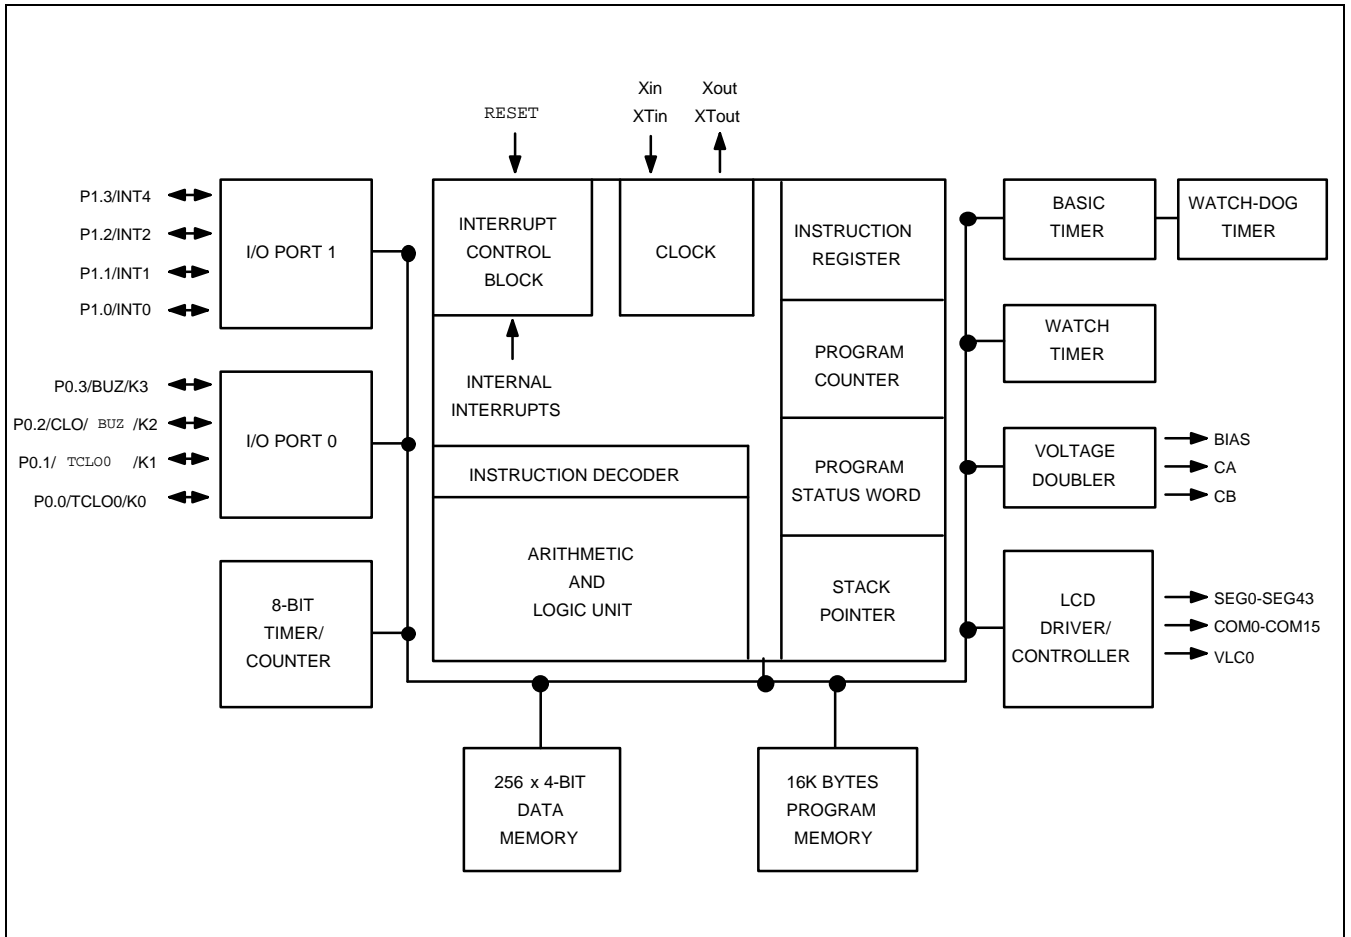 RESET
Xin
XTin
Xout
XTout
P1.3/INT4
P1.2/INT2
P1.1/INT1
P1.0/INT0
I/O PORT 1
P0.3/BUZ/K3
P0.2/CLO/ BUZ /K2
P0.1/ TCLO0 /K1
P0.0/TCLO0/K0
I/O PORT 0
8-BIT
TIMER/
COUNTER
INTERRUPT
CONTROL
BLOCK
CLOCK
INTERNAL
INTERRUPTS
INSTRUCTION DECODER
ARITHMETIC
AND
LOGIC UNIT
INSTRUCTION
REGISTER
PROGRAM
COUNTER
PROGRAM
STATUS WORD
STACK
POINTER
BASIC
TIMER
WATCH-DOG
TIMER
WATCH
TIMER
VOLTAGE
DOUBLER
BIAS
CA
CB
LCD
DRIVER/
CONTROLLER
SEG0-SEG43
COM0-COM15
VLC0
256 x 4-BIT
DATA
MEMORY
16K BYTES
PROGRAM
MEMORY